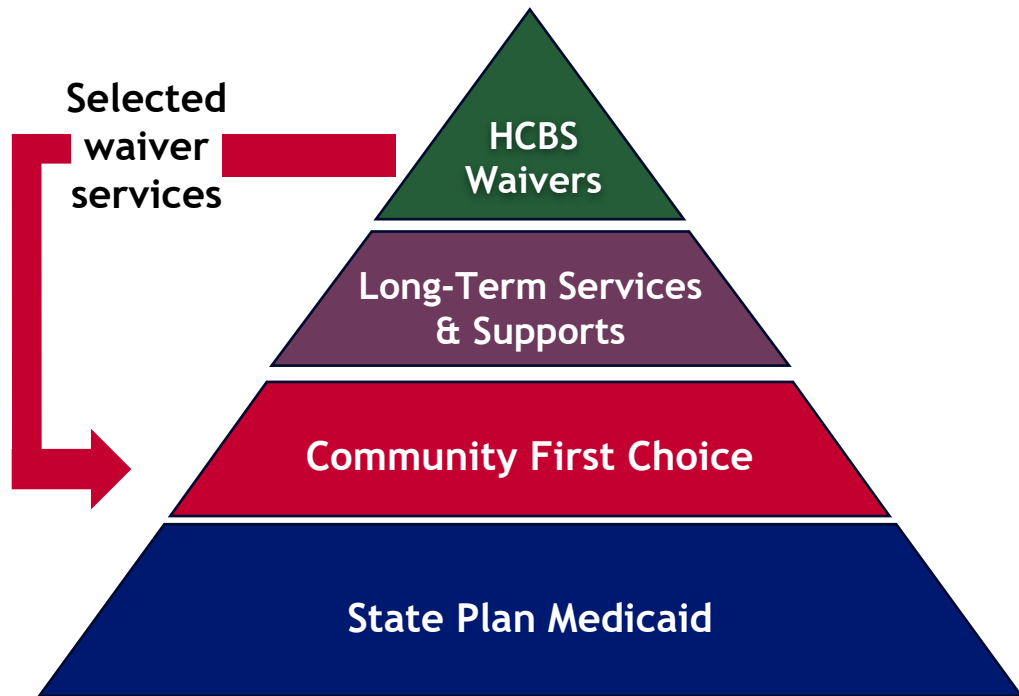 Selected
waiver
services
HCBS
Waivers
Long-Term Services
& Supports
Community First Choice
State Plan Medicaid